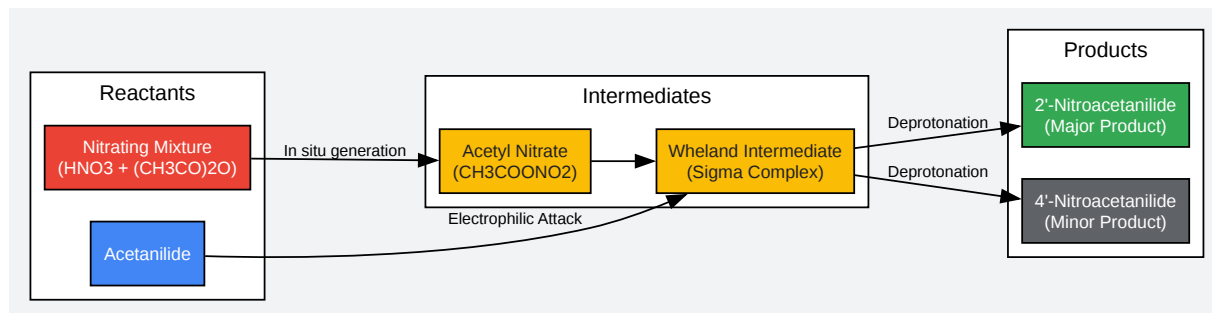 Reactants
Nitrating Mixture
(HNO3 + (CH3CO)2O)
Acetanilide
In situ generation
Electrophilic Attack
Intermediates
Acetyl Nitrate
(CH3COONO2)
Wheland Intermediate
(Sigma Complex)
Deprotonation
Deprotonation
Products
2'-Nitroacetanilide
(Major Product)
4'-Nitroacetanilide
(Minor Product)